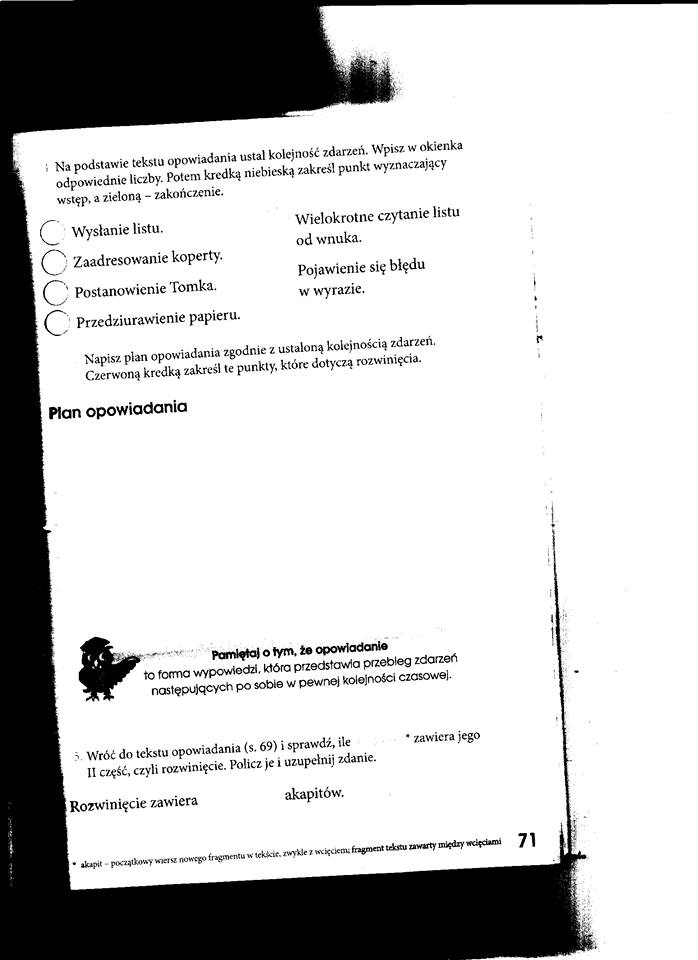 Na podstawie tekstu opowiadania ustal kolejność zdarzeń. Wpisz w okienka
odpowiednie liczby. Potem kredką niebieską zakreśl punkt wyznaczający
wstęp, a zieloną – zakończenie.
Wysłanie listu.
Zaadresowanie koperty.
Postanowienie Tomka.
Przedziurawienie papieru.
Wielokrotne czytanie listu
od wnuka.
Pojawienie się błędu
w wyrazie.
Napisz plan opowiadania zgodnie z ustaloną kolejnością zdarzeń.
Czerwoną kredką zakreśl te punkty, które dotyczą rozwinięcia.
Plan opowiadania
Pamiętaj o tym, że opowiadanie
to forma wypowiedzi, która przedstawia przebieg zdarzeń
następujących po sobie w pewnej kolejności czasowej.
5. Wróć do tekstu opowiadania (s. 69) i sprawdź, ile * zawiera jego
II część, czyli rozwinięcie. Policz je i uzupełnij zdanie.
Rozwinięcie zawiera akapitów.
* akapit – początkowy wiersz nowego fragmentu w tekście, zwykle z wcięciem; fragment tekstu zawarty między wcięciami
71